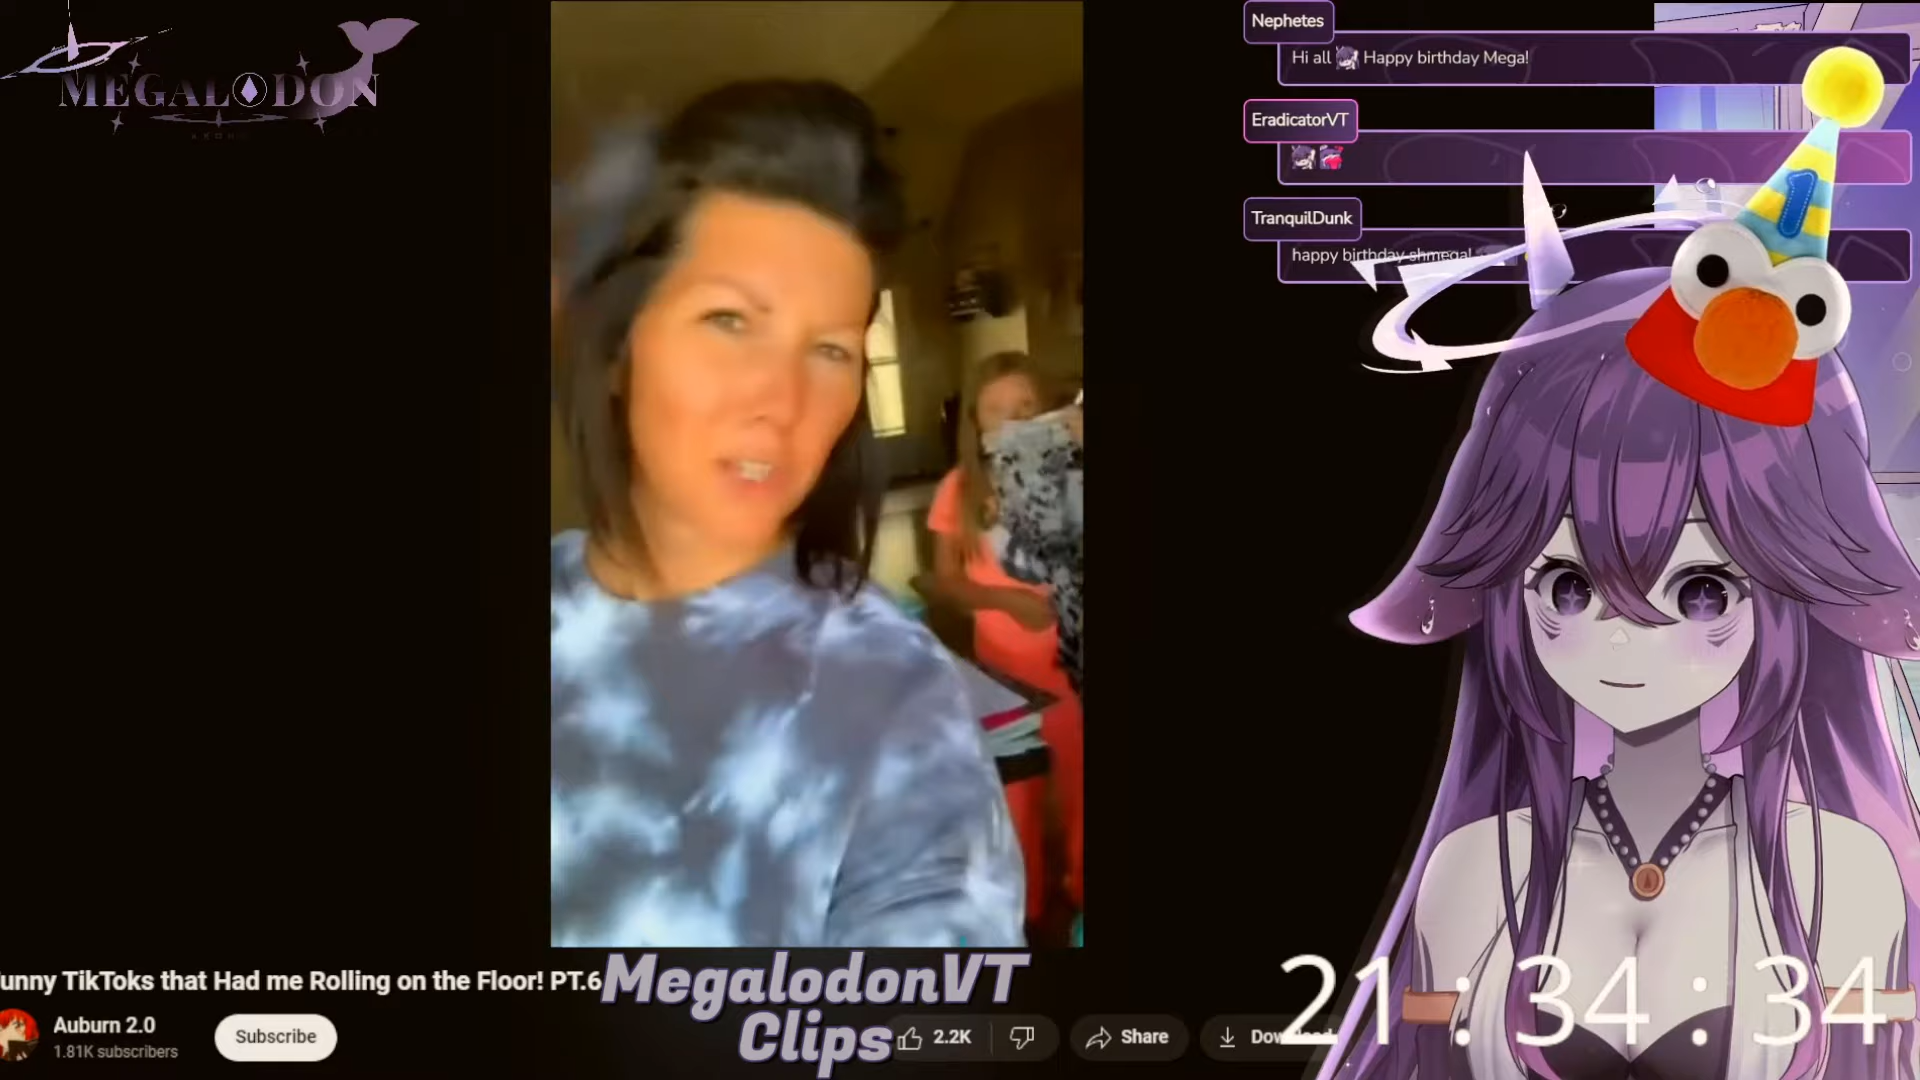 MEGALODON
Nephetes
Hi all Happy birthday Mega!
EradicatorVT
TranquilDunk
happy birthday shmega!
1
unny TikToks that Had me Rolling on the Floor! PT.6
MegalodonVT
Clips
Auburn 2.0
1.81K subscribers
Subscribe
2.2K
Share
Download
21:34:34